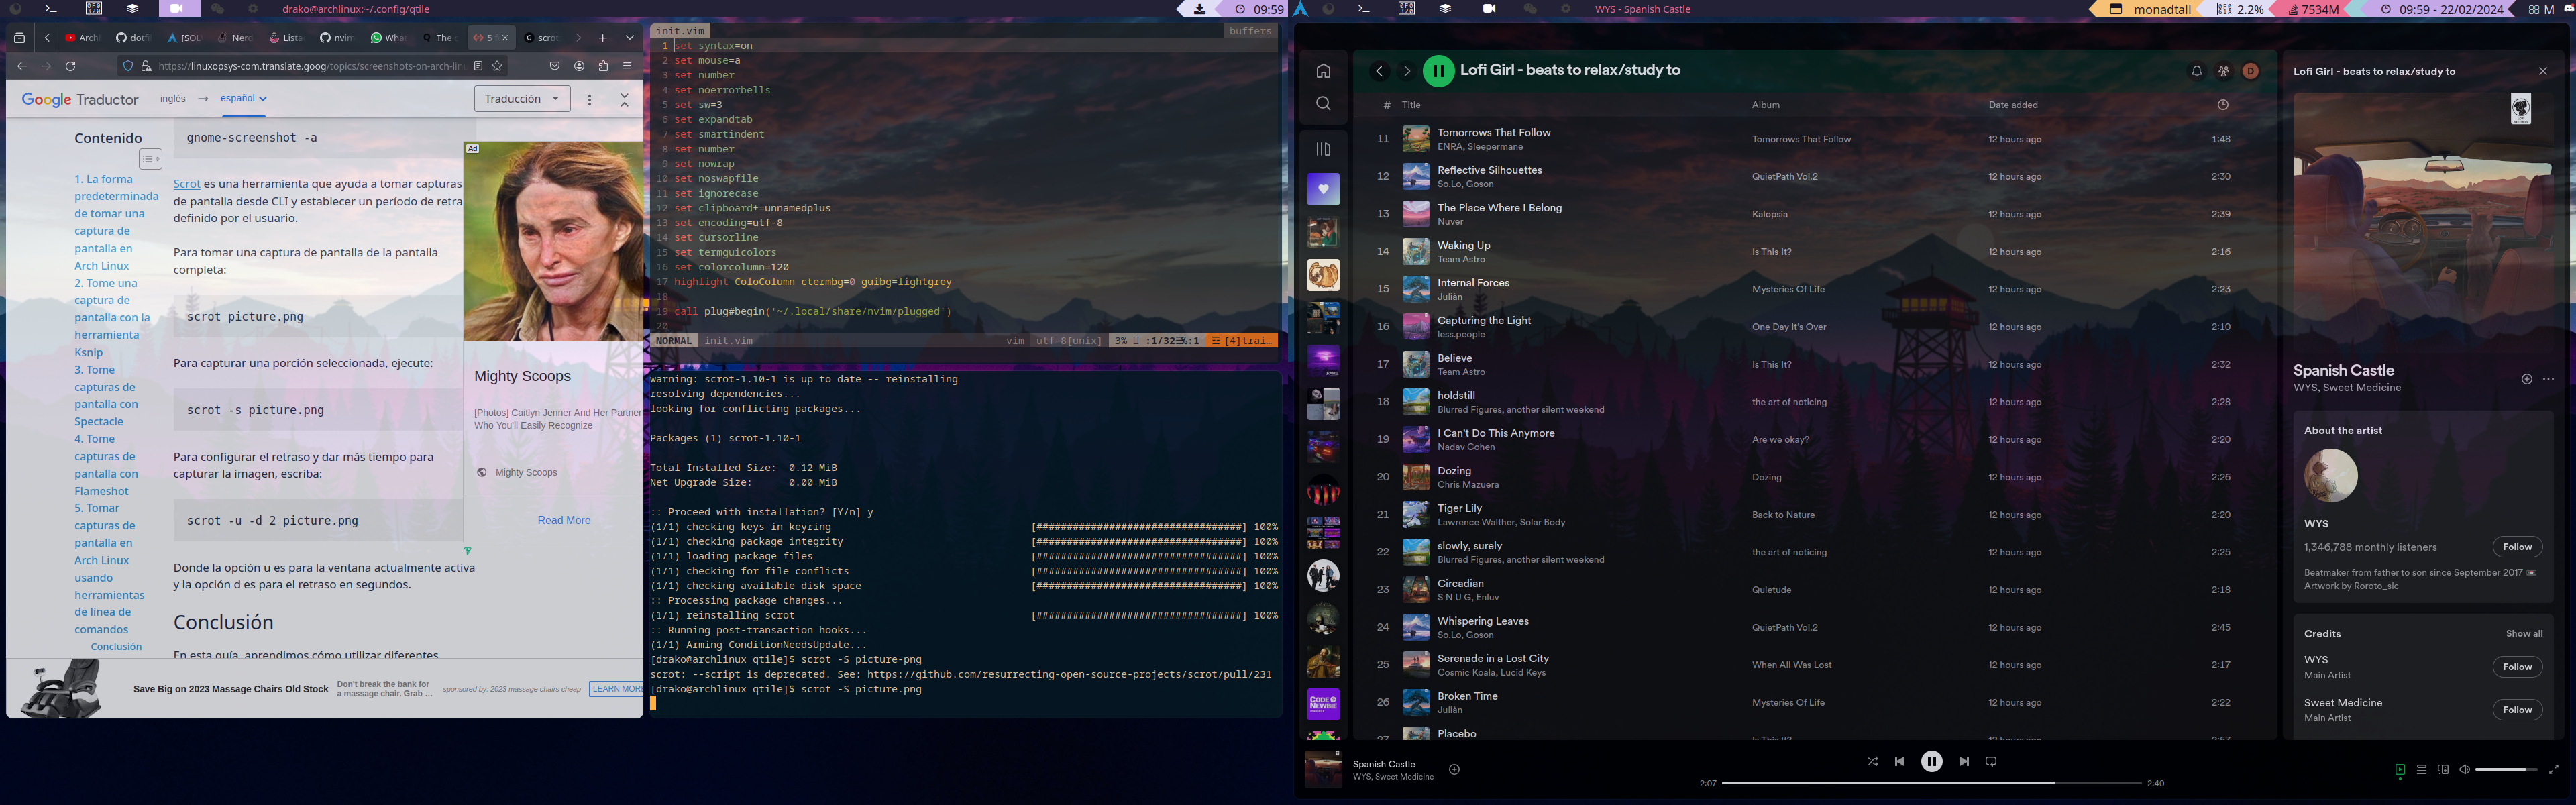 drako@archlinux:~/.config/qtile
09:59
WYS - Spanish Castle
monadtall
2.2%
7534M
09:59 - 22/02/2024
M
Archl
dotfil
[SOL
Nerd
Lista
nvim
What
The c
5 F
scrot
https://linuxopsys-com.translate.goog/topics/screenshots-on-arch-lin
Google Traductor
inglés
español
Traducción
Contenido
1. La forma
predeterminada
de tomar una
captura de
pantalla en
Arch Linux
2. Tome una
captura de
pantalla con la
herramienta
Ksnip
3. Tome
capturas de
pantalla con
Spectacle
4. Tome
capturas de
pantalla con
Flameshot
5. Tomar
capturas de
pantalla en
Arch Linux
usando
herramientas
de línea de
comandos
Conclusión
gnome-screenshot -a
Scrot es una herramienta que ayuda a tomar capturas
de pantalla desde CLI y establecer un período de retra
definido por el usuario.
Para tomar una captura de pantalla de la pantalla
completa:
scrot picture.png
Para capturar una porción seleccionada, ejecute:
scrot -s picture.png
Para configurar el retraso y dar más tiempo para
capturar la imagen, escriba:
scrot -u -d 2 picture.png
Donde la opción u es para la ventana actualmente activa
y la opción d es para el retraso en segundos.
Conclusión
En esta guía, aprendimos cómo utilizar diferentes
Ad
Mighty Scoops
[Photos] Caitlyn Jenner And Her Partner
Who You'll Easily Recognize
Mighty Scoops
Read More
Save Big on 2023 Massage Chairs Old Stock
Don't break the bank for
a massage chair. Grab ...
sponsored by: 2023 massage chairs cheap
LEARN MORE
init.vim
buffers
1 set syntax=on
2 set mouse=a
3 set number
4 set noerrorbells
5 set sw=3
6 set expandtab
7 set smartindent
8 set number
9 set nowrap
10 set noswapfile
11 set ignorecase
12 set clipboard+=unnamedplus
13 set encoding=utf-8
14 set cursorline
15 set termguicolors
16 set colorcolumn=120
17 highlight ColoColumn ctermbg=0 guibg=lightgrey
18
19 call plug#begin('~/.local/share/nvim/plugged')
20
NORMAL init.vim
vim
utf-8[unix]
3%
[4]trai…
warning: scrot-1.10-1 is up to date -- reinstalling
resolving dependencies...
looking for conflicting packages...
Packages (1) scrot-1.10-1
Total Installed Size: 0.12 MiB
Net Upgrade Size: 0.00 MiB
:: Proceed with installation? [Y/n] y
(1/1) checking keys in keyring [##################################] 100%
(1/1) checking package integrity [##################################] 100%
(1/1) loading package files [##################################] 100%
(1/1) checking for file conflicts [##################################] 100%
(1/1) checking available disk space [##################################] 100%
:: Processing package changes...
(1/1) reinstalling scrot [##################################] 100%
:: Running post-transaction hooks...
(1/1) Arming ConditionNeedsUpdate...
[drako@archlinux qtile]$ scrot -S picture-png
scrot: --script is deprecated. See: https://github.com/resurrecting-open-source-projects/scrot/pull/231
[drako@archlinux qtile]$ scrot -S picture.png
Lofi Girl - beats to relax/study to
D
# Title Album Date added
11 Tomorrows That Follow Tomorrows That Follow 12 hours ago 1:48
ENRA, Sleepermane
12 Reflective Silhouettes QuietPath Vol.2 12 hours ago 2:30
So.Lo, Goson
13 The Place Where I Belong Kalopsia 12 hours ago 2:39
Nuver
14 Waking Up Is This It? 12 hours ago 2:16
Team Astro
15 Internal Forces Mysteries Of Life 12 hours ago 2:23
Juliàn
16 Capturing the Light One Day It's Over 12 hours ago 2:10
less.people
17 Believe Is This It? 12 hours ago 2:32
Team Astro
18 holdstill the art of noticing 12 hours ago 2:28
Blurred Figures, another silent weekend
19 I Can't Do This Anymore Are we okay? 12 hours ago 2:20
Nadav Cohen
20 Dozing Dozing 12 hours ago 2:26
Chris Mazuera
21 Tiger Lily Back to Nature 12 hours ago 2:20
Lawrence Walther, Solar Body
22 slowly, surely the art of noticing 12 hours ago 2:25
Blurred Figures, another silent weekend
23 Circadian Quietude 12 hours ago 2:18
S N U G, Enluv
24 Whispering Leaves QuietPath Vol.2 12 hours ago 2:45
So.Lo, Goson
25 Serenade in a Lost City When All Was Lost 12 hours ago 2:17
Cosmic Koala, Lucid Keys
26 Broken Time Mysteries Of Life 12 hours ago 2:22
Juliàn
27 Placebo Is This It? 12 hours ago 2:57
CODE NEWBIE
Lofi Girl - beats to relax/study to
Spanish Castle
WYS, Sweet Medicine
About the artist
WYS
1,346,788 monthly listeners
Follow
Beatmaker from father to son since September 2017
Artwork by Roroto_sic
Credits
Show all
WYS
Main Artist
Follow
Sweet Medicine
Main Artist
Follow
Spanish Castle
WYS, Sweet Medicine
2:07
2:40